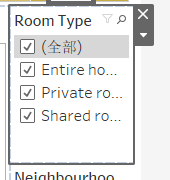 Room Type
(全部)
Entire ho...
Private ro...
Shared ro...
Neighbourhoo